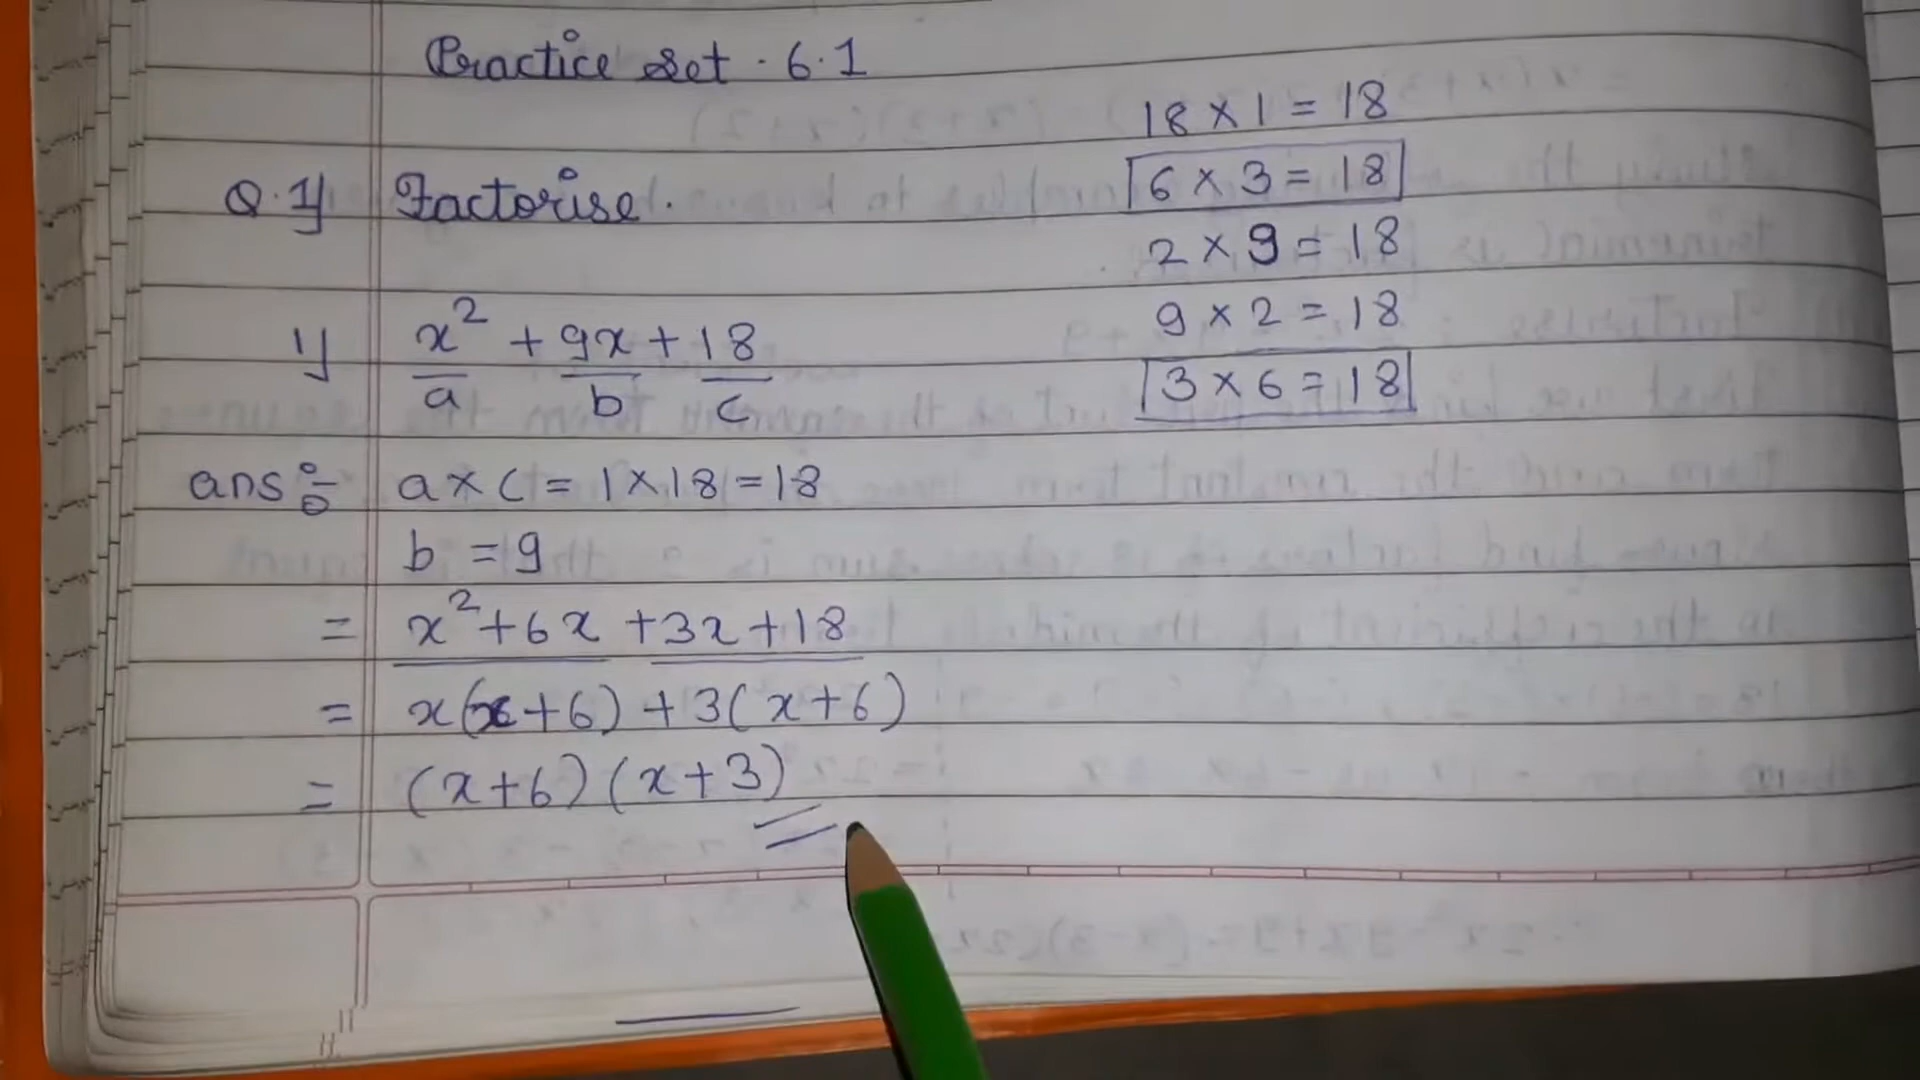 Practice set. 6.1
Q.1) Factorise.
1) x² + 9x + 18
a b c
ans: a × c = 1 × 18 = 18
b = 9
= x² + 6x + 3x + 18
= x(x + 6) + 3(x + 6)
= (x + 6) (x + 3)
18 × 1 = 18
6 × 3 = 18
2 × 9 = 18
9 × 2 = 18
3 × 6 = 18